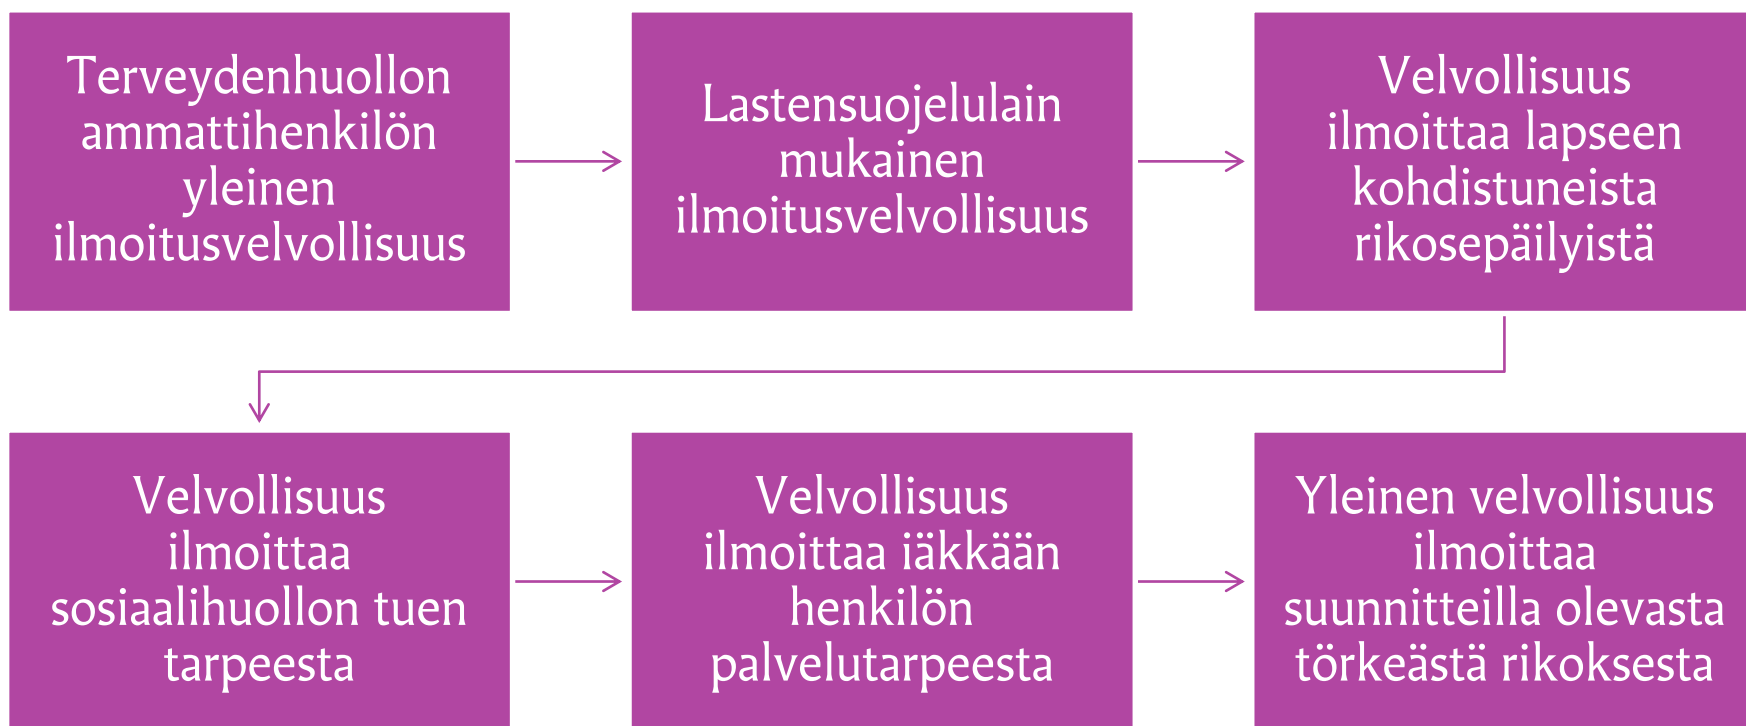 Terveydenhuollon
ammattihenkilön
yleinen
ilmoitusvelvollisuus
Lastensuojelulain
mukainen
ilmoitusvelvollisuus
Velvollisuus
ilmoittaa lapseen
kohdistuneista
rikosepäilyistä
Velvollisuus
ilmoittaa
sosiaalihuollon tuen
tarpeesta
Velvollisuus
ilmoittaa iäkkään
henkilön
palvelutarpeesta
Yleinen velvollisuus
ilmoittaa
suunnitteilla olevasta
törkeästä rikoksesta